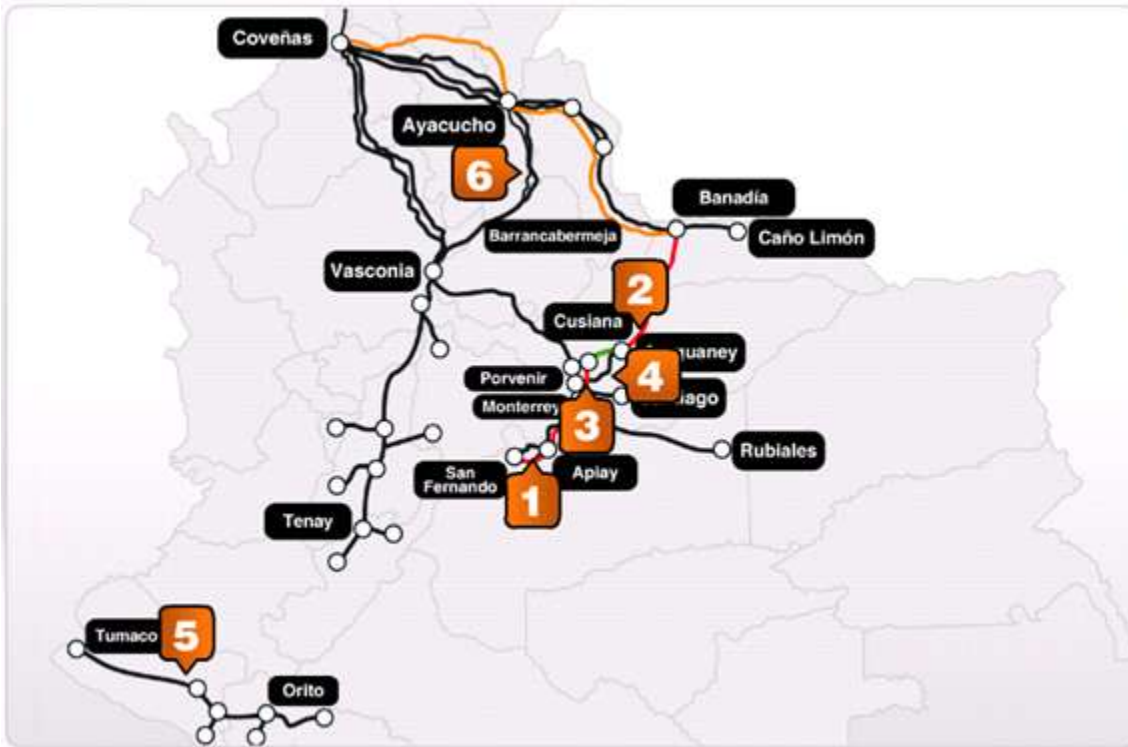 Coveñas
Ayacucho
6
Banadía
Caño Limón
Barrancabermeja
Vasconia
2
Cusiana
4
Porvenir
Monterrey
3
Rubiales
San
Fernando
Apiay
1
Tenay
Tumaco
5
Orito